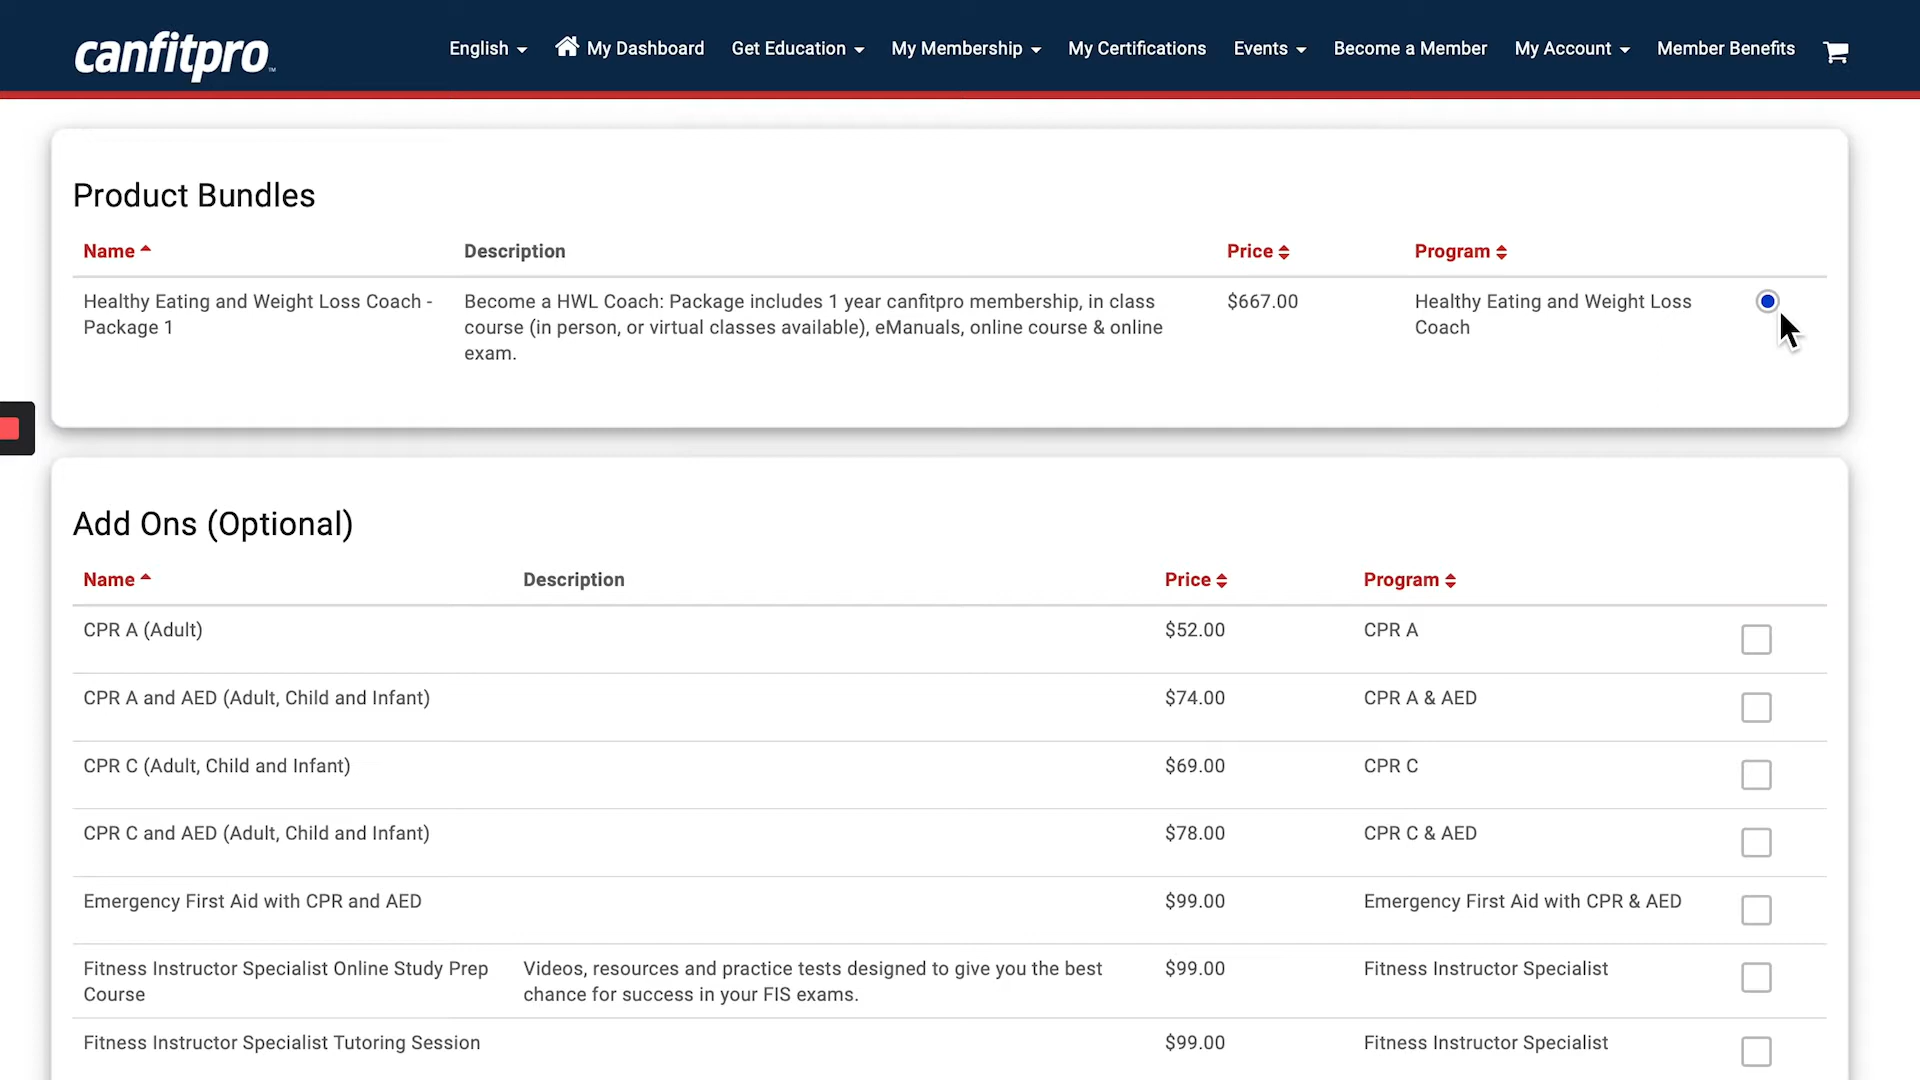 canfitpro™
English My Dashboard Get Education My Membership My Certifications Events Become a Member My Account Member Benefits
Product Bundles
Name Description Price Program
Healthy Eating and Weight Loss Coach - Become a HWL Coach: Package includes 1 year canfitpro membership, in class $667.00 Healthy Eating and Weight Loss
Package 1 course (in person, or virtual classes available), eManuals, online course & online Coach
exam.
Add Ons (Optional)
Name Description Price Program
CPR A (Adult) $52.00 CPR A
CPR A and AED (Adult, Child and Infant) $74.00 CPR A & AED
CPR C (Adult, Child and Infant) $69.00 CPR C
CPR C and AED (Adult, Child and Infant) $78.00 CPR C & AED
Emergency First Aid with CPR and AED $99.00 Emergency First Aid with CPR & AED
Fitness Instructor Specialist Online Study Prep Videos, resources and practice tests designed to give you the best $99.00 Fitness Instructor Specialist
Course chance for success in your FIS exams.
Fitness Instructor Specialist Tutoring Session $99.00 Fitness Instructor Specialist